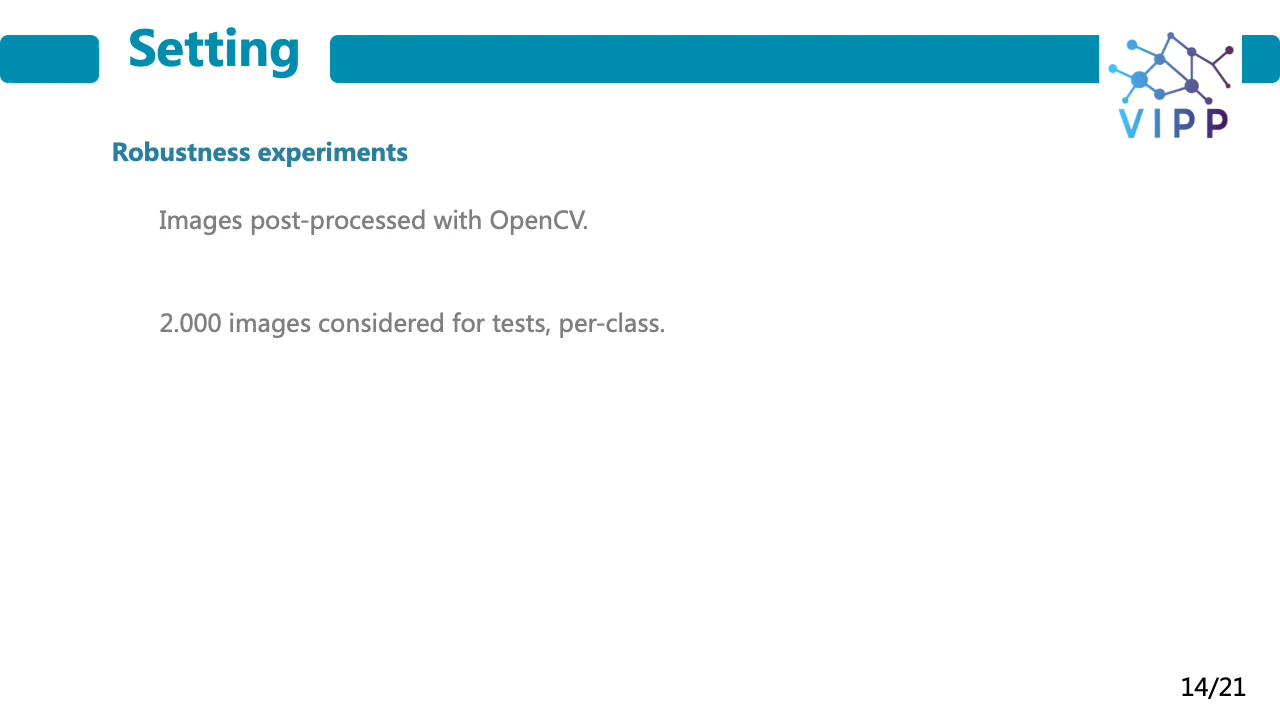 Setting
VIPP
Robustness experiments
Images post-processed with OpenCV.
2.000 images considered for tests, per-class.
14/21